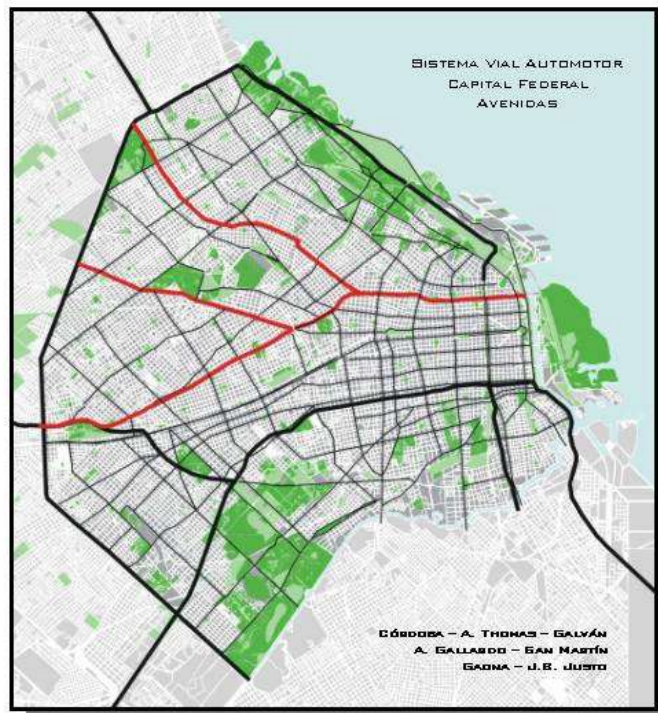 SISTEMA VIAL AUTOMOTOR
CAPITAL FEDERAL
AVENIDAS
CÓRDOBA – A. THOMAS – GALVÁN
A. GALLARDO – SAN MARTÍN
GAONA – J.B. JUSTO